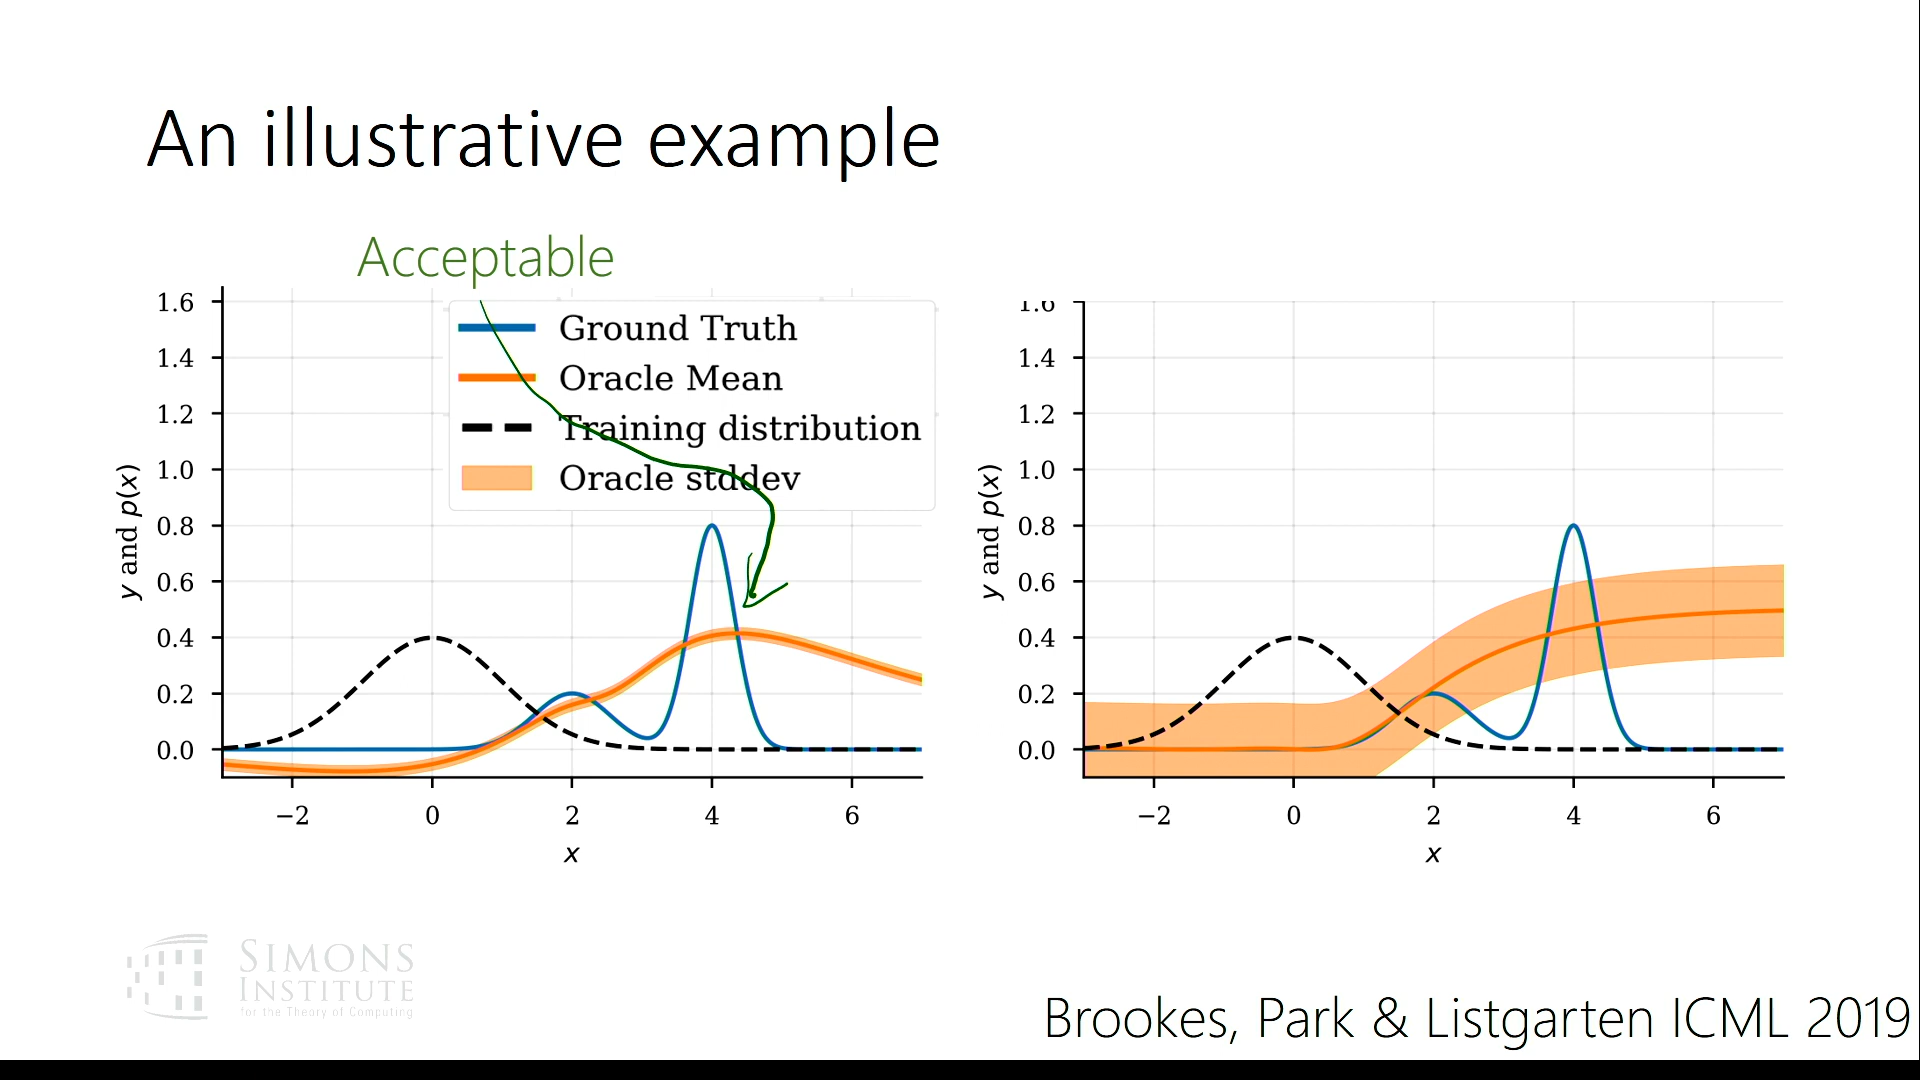 An illustrative example
Acceptable
1.6
1.4
1.2
1.0
0.8
0.6
0.4
0.2
0.0
y and p(x)
Ground Truth
Oracle Mean
Training distribution
Oracle stddev
−2 0 2 4 6
x
1.6
1.4
1.2
1.0
0.8
0.6
0.4
0.2
0.0
y and p(x)
−2 0 2 4 6
x
SIMONS
INSTITUTE
for the Theory of Computing
Brookes, Park & Listgarten ICML 2019